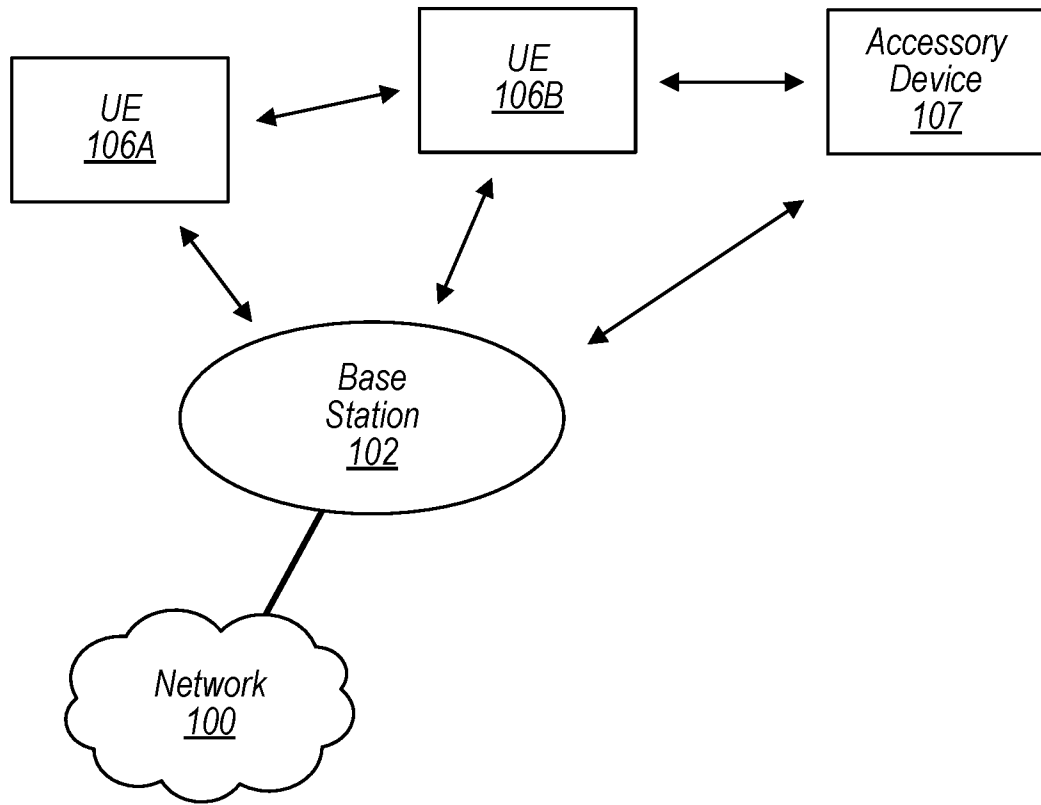 UE
106A
UE
106B
Accessory
Device
107
Base
Station
102
Network
100